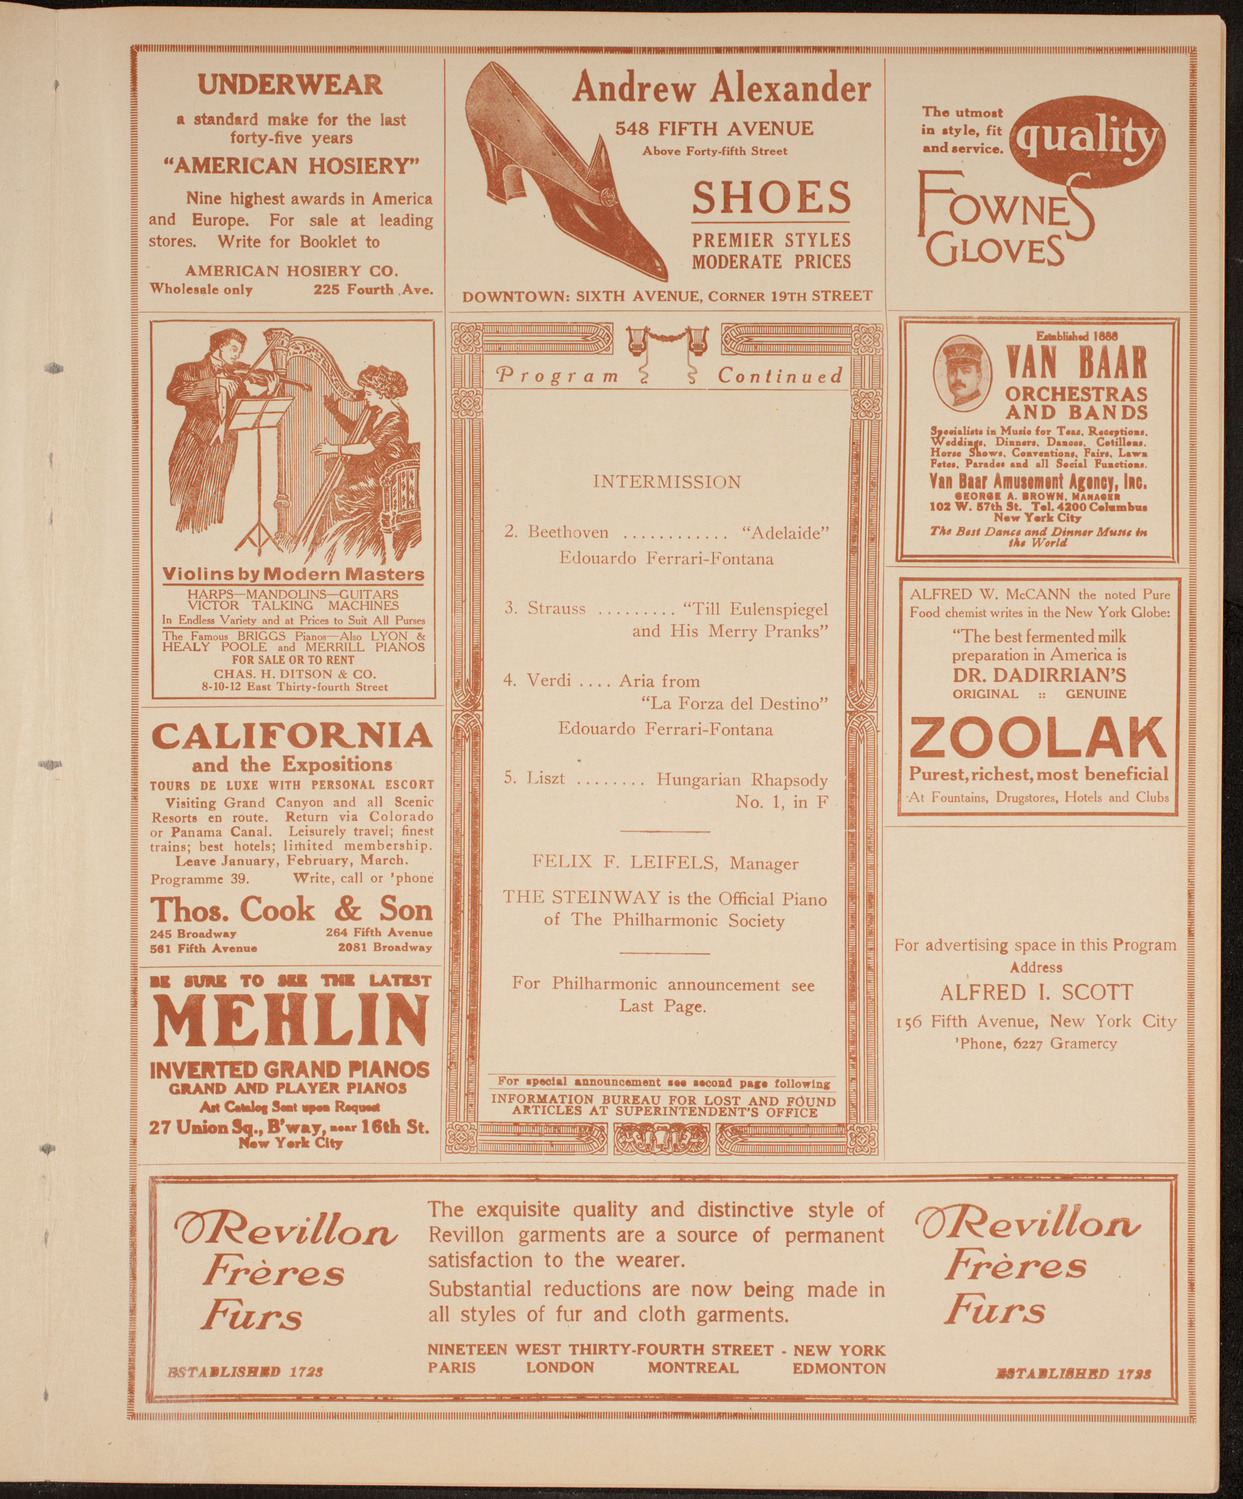 UNDERWEAR
a standard make for the last
forty-five years
“AMERICAN HOSIERY”
Nine highest awards in America
and Europe. For sale at leading
stores. Write for Booklet to
AMERICAN HOSIERY CO.
Wholesale only 225 Fourth Ave.
Andrew Alexander
548 FIFTH AVENUE
Above Forty-fifth Street
SHOES
PREMIER STYLES
MODERATE PRICES
DOWNTOWN: SIXTH AVENUE, CORNER 19TH STREET
The utmost
in style, fit
and service.
quality
FOWNES
GLOVES
Violins by Modern Masters
HARPS—MANDOLINS—GUITARS
VICTOR TALKING MACHINES
In Endless Variety and at Prices to Suit All Purses
The Famous BRIGGS Pianos—Also LYON &
HEALY POOLE and MERRILL PIANOS
FOR SALE OR TO RENT
CHAS. H. DITSON & CO.
8-10-12 East Thirty-fourth Street
CALIFORNIA
and the Expositions
TOURS DE LUXE WITH PERSONAL ESCORT
Visiting Grand Canyon and all Scenic
Resorts en route. Return via Colorado
or Panama Canal. Leisurely travel; finest
trains; best hotels; limited membership.
Leave January, February, March.
Programme 39. Write, call or 'phone
Thos. Cook & Son
245 Broadway 264 Fifth Avenue
561 Fifth Avenue 2081 Broadway
BE SURE TO SEE THE LATEST
MEHLIN
INVERTED GRAND PIANOS
GRAND AND PLAYER PIANOS
Art Catalog Sent upon Request
27 Union Sq., B'way, near 16th St.
New York City
Program Continued
INTERMISSION
2. Beethoven ............ “Adelaide”
Edouardo Ferrari-Fontana
3. Strauss ......... “Till Eulenspiegel
and His Merry Pranks”
4. Verdi .... Aria from
“La Forza del Destino”
Edouardo Ferrari-Fontana
5. Liszt ........ Hungarian Rhapsody
No. 1, in F
FELIX F. LEIFELS, Manager
THE STEINWAY is the Official Piano
of The Philharmonic Society
For Philharmonic announcement see
Last Page.
For special announcement see second page following
INFORMATION BUREAU FOR LOST AND FOUND
ARTICLES AT SUPERINTENDENT'S OFFICE
Established 1888
VAN BAAR
ORCHESTRAS
AND BANDS
Specialists in Music for Teas, Receptions,
Weddings, Dinners, Dances, Cotillons,
Horse Shows, Conventions, Fairs, Lawn
Fetes, Parades and all Social Functions.
Van Baar Amusement Agency, Inc.
GEORGE A. BROWN, MANAGER
102 W. 57th St. Tel. 4200 Columbus
New York City
The Best Dance and Dinner Music in
the World
ALFRED W. McCANN the noted Pure
Food chemist writes in the New York Globe:
“The best fermented milk
preparation in America is
DR. DADIRRIAN'S
ORIGINAL :: GENUINE
ZOOLAK
Purest, richest, most beneficial
At Fountains, Drugstores, Hotels and Clubs
For advertising space in this Program
Address
ALFRED I. SCOTT
156 Fifth Avenue, New York City
'Phone, 6227 Gramercy
Revillon
Frères
Furs
ESTABLISHED 1723
The exquisite quality and distinctive style of
Revillon garments are a source of permanent
satisfaction to the wearer.
Substantial reductions are now being made in
all styles of fur and cloth garments.
NINETEEN WEST THIRTY-FOURTH STREET - NEW YORK
PARIS LONDON MONTREAL EDMONTON
Revillon
Frères
Furs
ESTABLISHED 1723